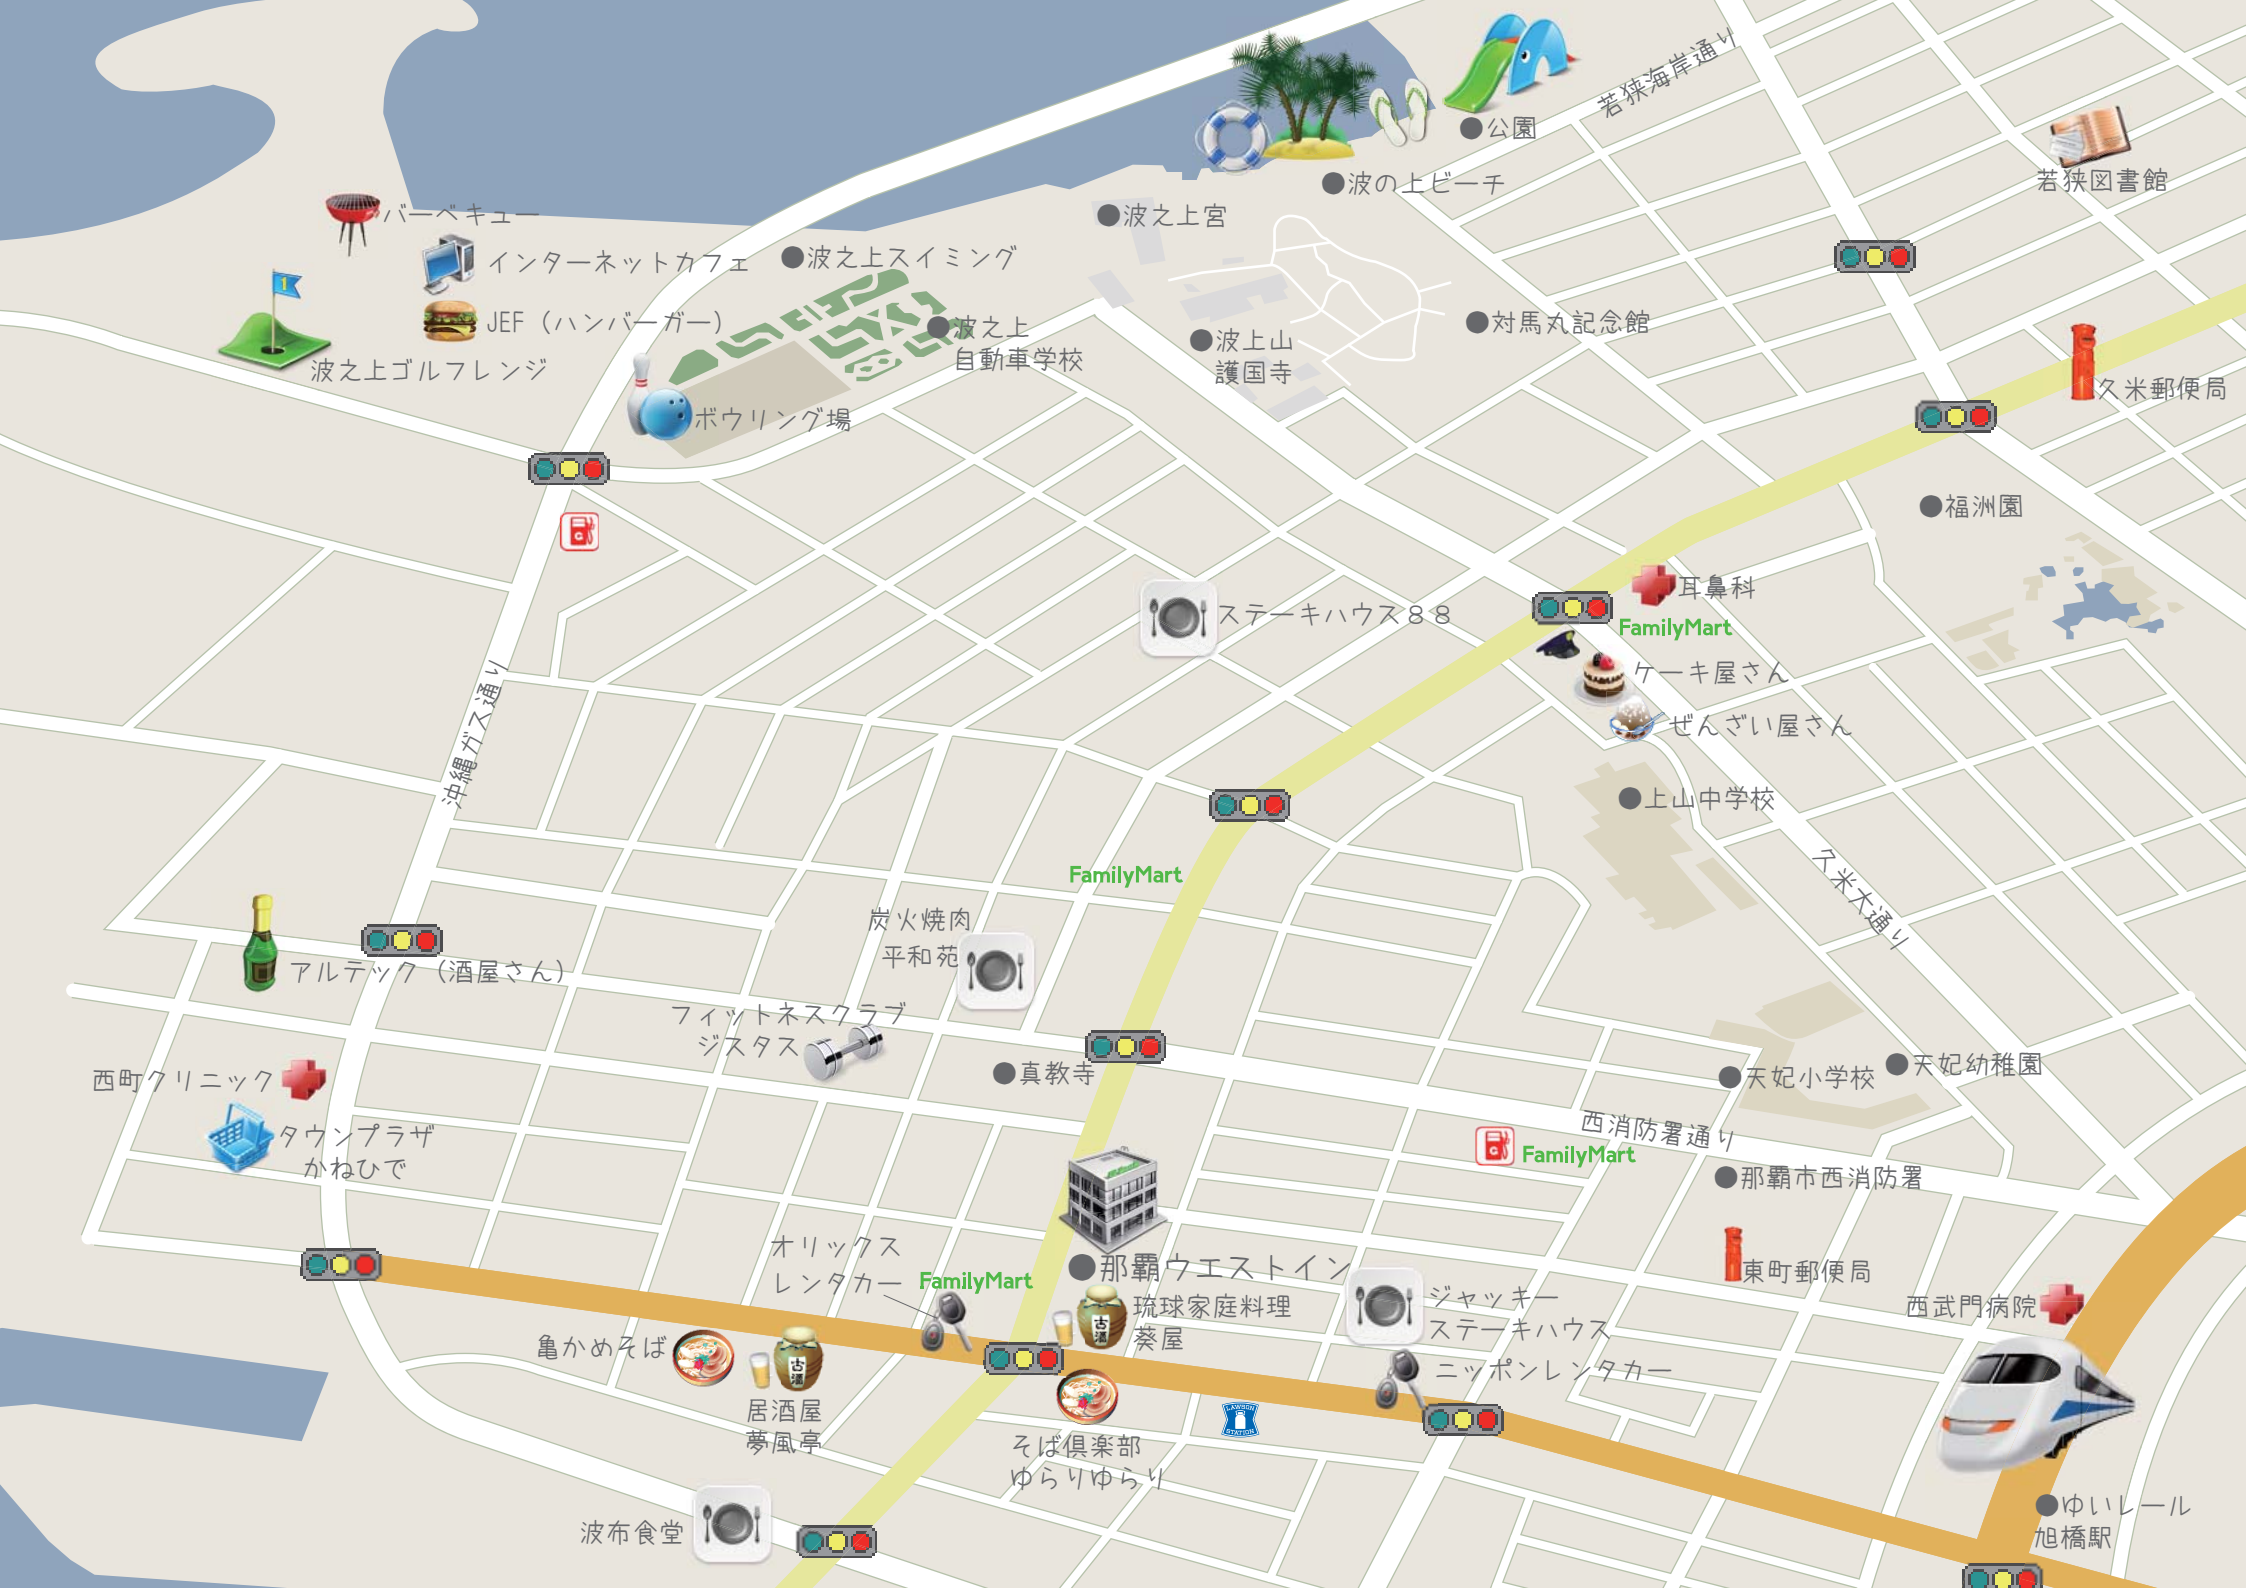 若狭海岸通り
公園
若狭図書館
波の上ビーチ
バーベキュー
波之上宮
インターネットカフェ
波之上スイミング
1
JEF（ハンバーガー）
波之上
自動車学校
対馬丸記念館
波上山
護国寺
波之上ゴルフレンジ
久米郵便局
ボウリング場
福洲園
G
耳鼻科
ステーキハウス８８
FamilyMart
ケーキ屋さん
沖縄ガス通り
ぜんざい屋さん
上山中学校
FamilyMart
久米大通り
炭火焼肉
平和苑
アルテック（酒屋さん）
フィットネスクラブ
ジスタス
真教寺
西町クリニック
天妃小学校
天妃幼稚園
タウンプラザ
かねひで
西消防署通り
G
FamilyMart
那覇市西消防署
オリックス
レンタカー
FamilyMart
那覇ウエストイン
東町郵便局
琉球家庭料理
葵屋
古酒
ジャッキー
ステーキハウス
西武門病院
亀かめそば
古酒
ニッポンレンタカー
居酒屋
夢風亭
LAWSON
STATION
そば倶楽部
ゆらりゆらり
波布食堂
ゆいレール
旭橋駅